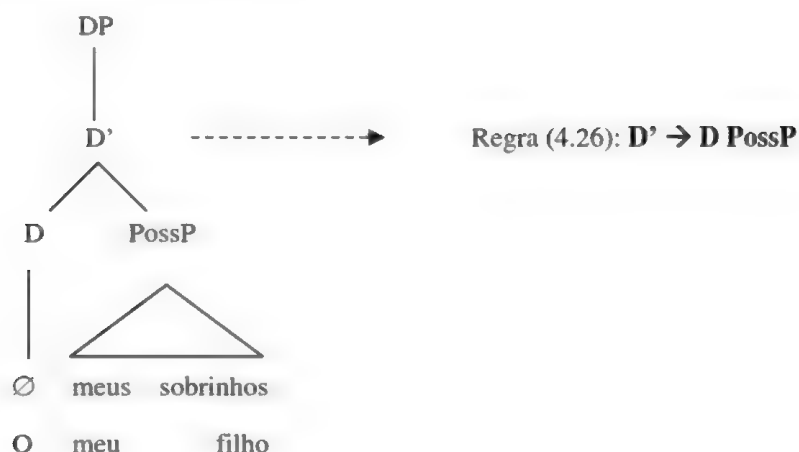 DP
D' Regra (4.26): D' → D PossP
D PossP
Ø meus sobrinhos
O meu filho